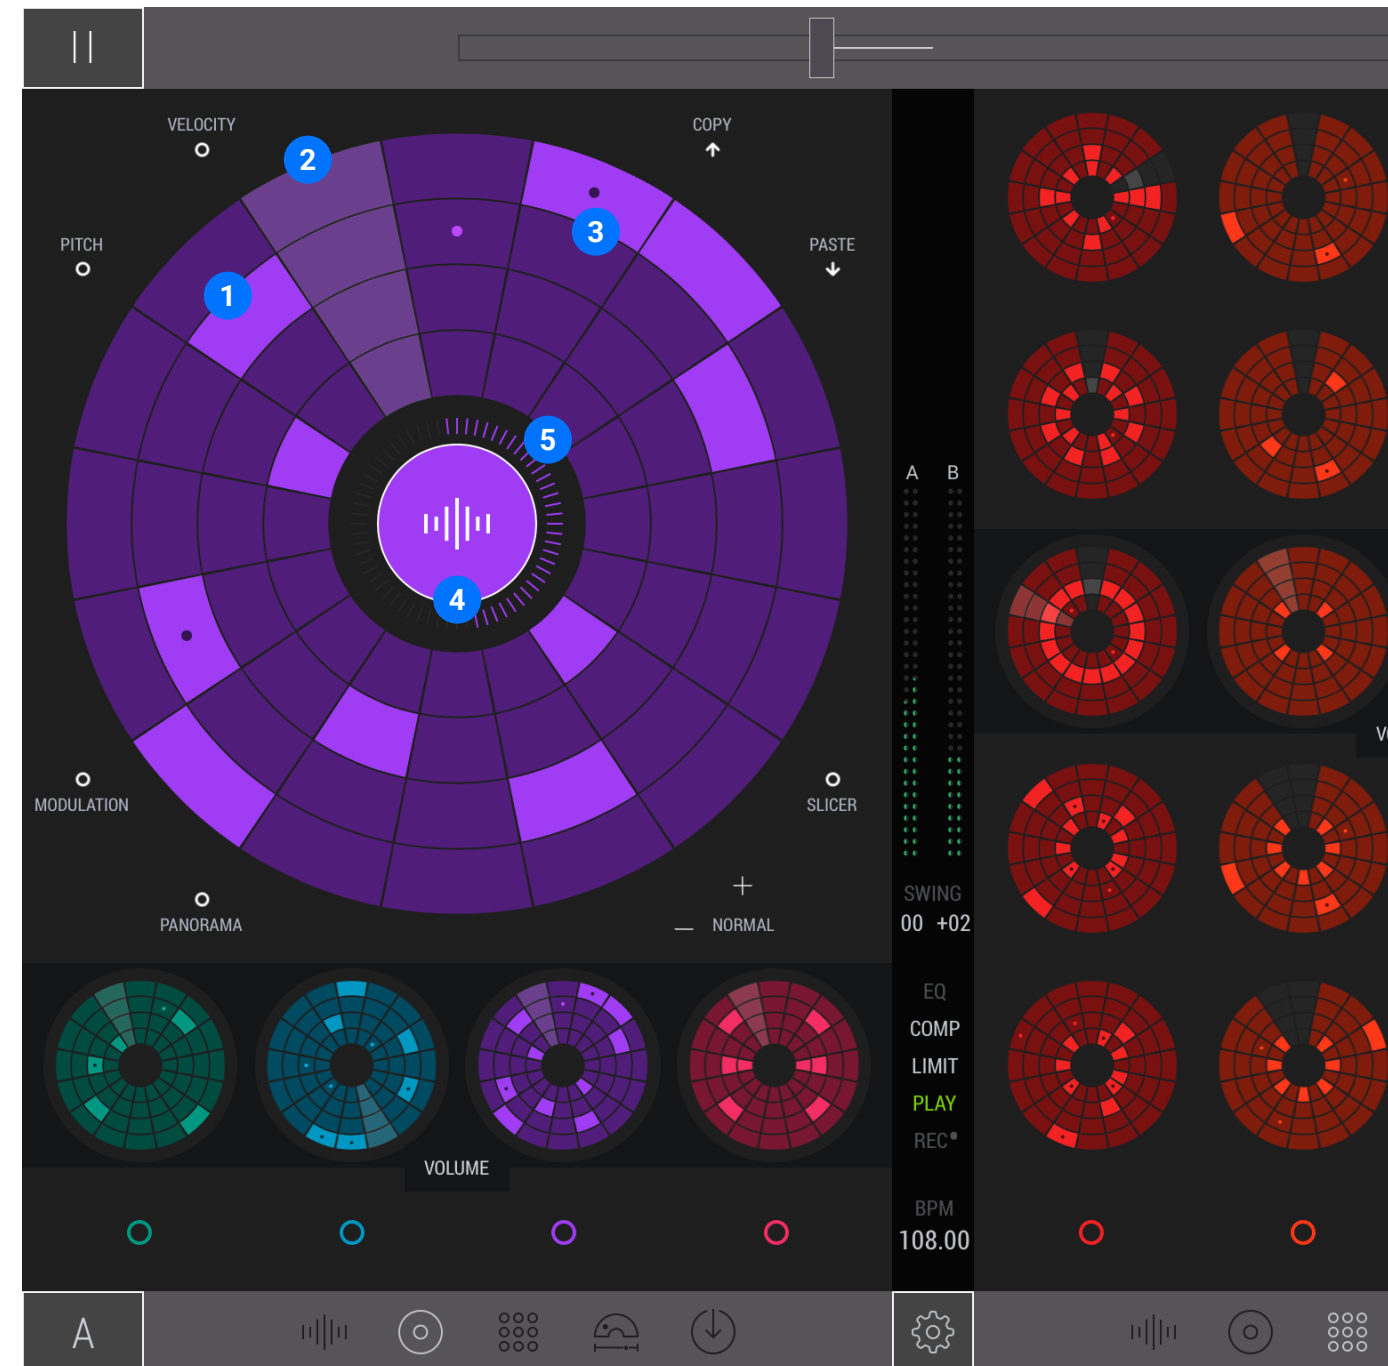 VELOCITY
2
COPY
3
PITCH
PASTE
1
5
A B
4
MODULATION
SLICER
PANORAMA
NORMAL
SWING
00 +02
EQ
COMP
LIMIT
PLAY
REC
VOLUME
BPM
108.00
A